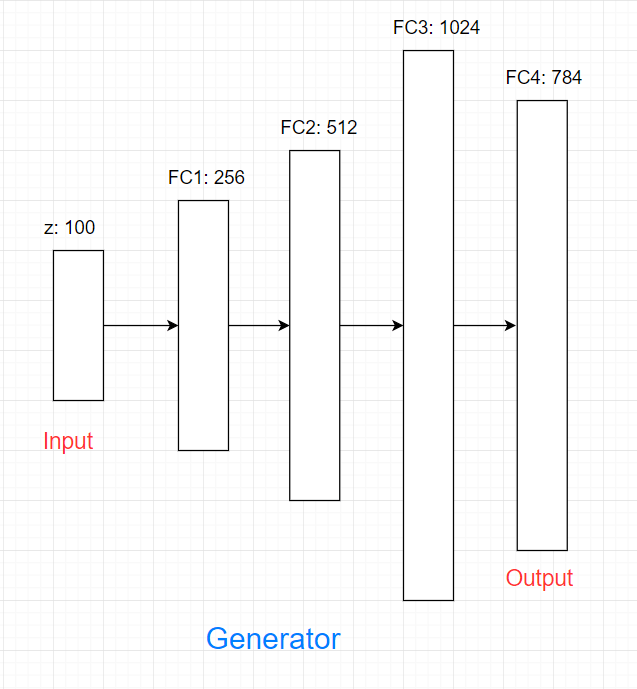 z: 100
FC1: 256
FC2: 512
FC3: 1024
FC4: 784
Input
Output
Generator